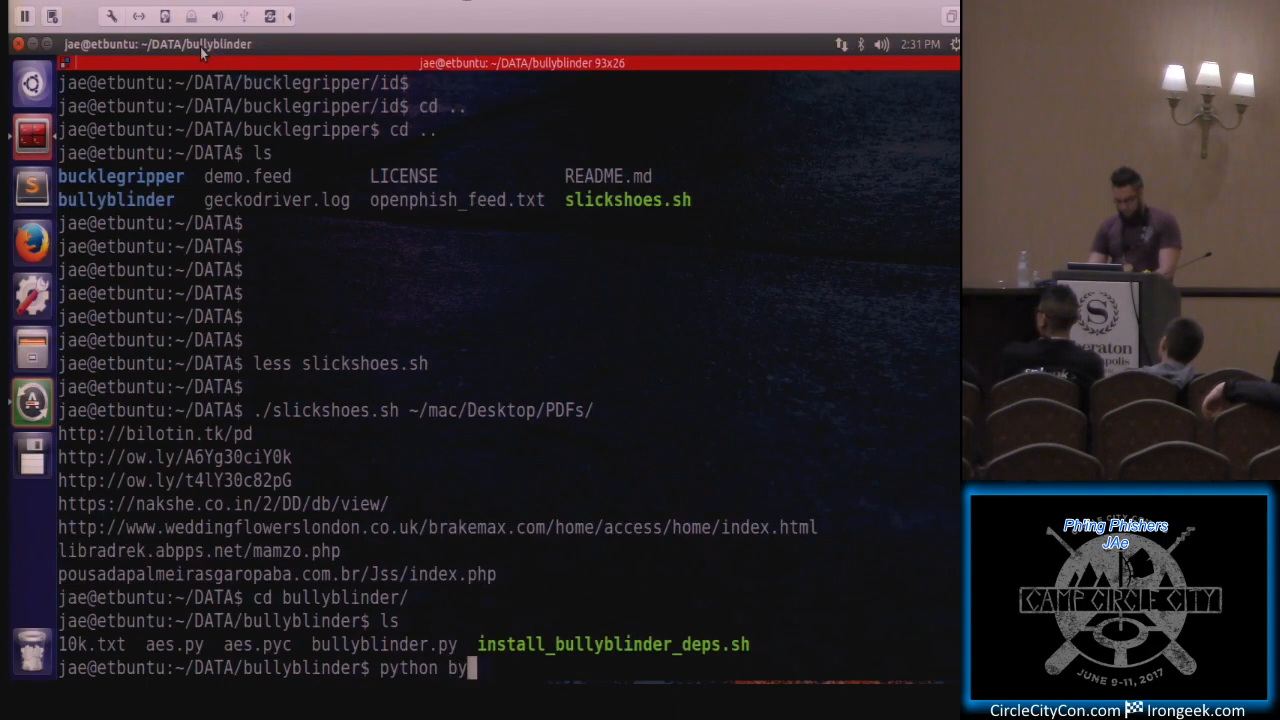 jae@etbuntu: ~/DATA/bullyblinder
2:31 PM
jae@etbuntu: ~/DATA/bullyblinder 93x26
jae@etbuntu:~/DATA/bucklegripper/id$
jae@etbuntu:~/DATA/bucklegripper/id$ cd ..
jae@etbuntu:~/DATA/bucklegripper$ cd ..
jae@etbuntu:~/DATA$ ls
bucklegripper demo.feed LICENSE README.md
bullyblinder geckodriver.log openphish_feed.txt slickshoes.sh
jae@etbuntu:~/DATA$
jae@etbuntu:~/DATA$
jae@etbuntu:~/DATA$
jae@etbuntu:~/DATA$
jae@etbuntu:~/DATA$
jae@etbuntu:~/DATA$
jae@etbuntu:~/DATA$ less slickshoes.sh
jae@etbuntu:~/DATA$
jae@etbuntu:~/DATA$ ./slickshoes.sh ~/mac/Desktop/PDFs/
http://bilotin.tk/pd
http://ow.ly/A6Yg30ciY0k
http://ow.ly/t4lY30c82pG
https://nakshe.co.in/2/DD/db/view/
http://www.weddingflowerslondon.co.uk/brakemax.com/home/access/home/index.html
libradrek.abpps.net/mamzo.php
pousadapalmeirasgaropaba.com.br/Jss/index.php
jae@etbuntu:~/DATA$ cd bullyblinder/
jae@etbuntu:~/DATA/bullyblinder$ ls
10k.txt aes.py aes.pyc bullyblinder.py install_bullyblinder_deps.sh
jae@etbuntu:~/DATA/bullyblinder$ python by
S
Ph'ing Phishers
JAe
CAMP CIRCLE CITY
JUNE 9-11, 2017
CircleCityCon.com Irongeek.com